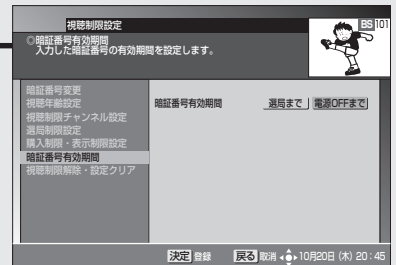 視聴制限設定
BS 101
◎暗証番号有効期間
入力した暗証番号の有効期間を設定します。
暗証番号変更
視聴年齢設定
視聴制限チャンネル設定
選局制限設定
購入制限・表示制限設定
暗証番号有効期間
視聴制限解除・設定クリア
暗証番号有効期間 選局まで 電源OFFまで
決定 登録 戻る 取消 10月20日 (木) 20:45